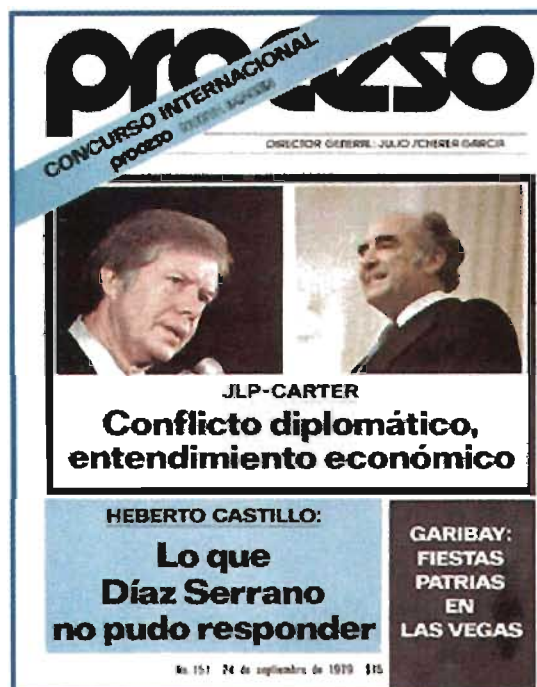 proceso
CONCURSO INTERNACIONAL
proceso
DIRECTOR GENERAL: JULIO SCHERER GARCIA
JLP-CARTER
Conflicto diplomático,
entendimiento económico
HEBERTO CASTILLO:
Lo que
Díaz Serrano
no pudo responder
GARIBAY:
FIESTAS
PATRIAS
EN
LAS VEGAS
No. 151 24 de septiembre de 1979 $15